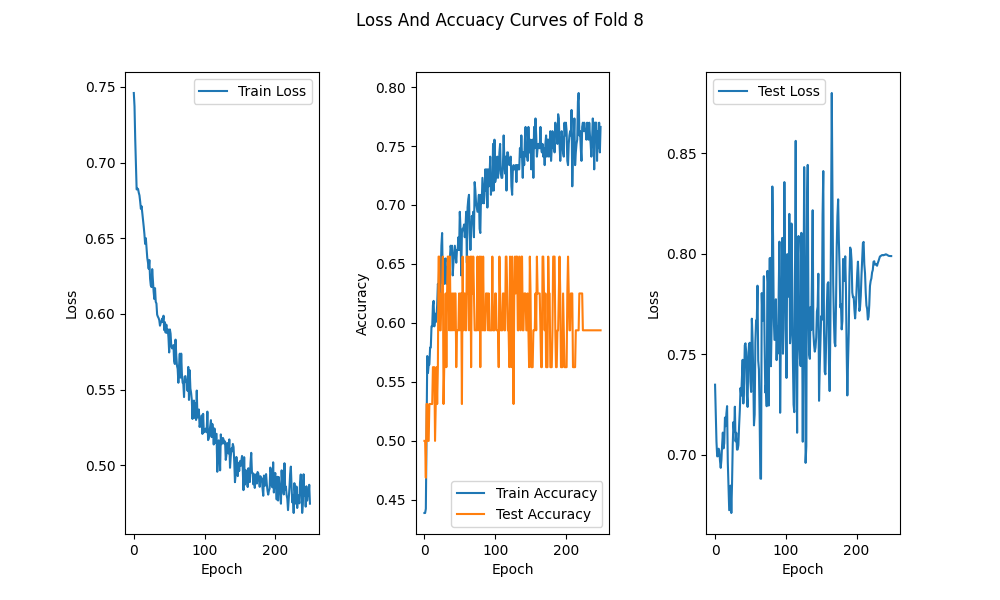 Loss And Accuacy Curves of Fold 8
Train Loss
0.75
0.70
0.65
0.60
0.55
0.50
Loss
0
100
200
Epoch
0.80
0.75
0.70
0.65
0.60
0.55
0.50
0.45
Accuracy
Train Accuracy
Test Accuracy
0
100
200
Epoch
Test Loss
0.85
0.80
0.75
0.70
Loss
0
100
200
Epoch